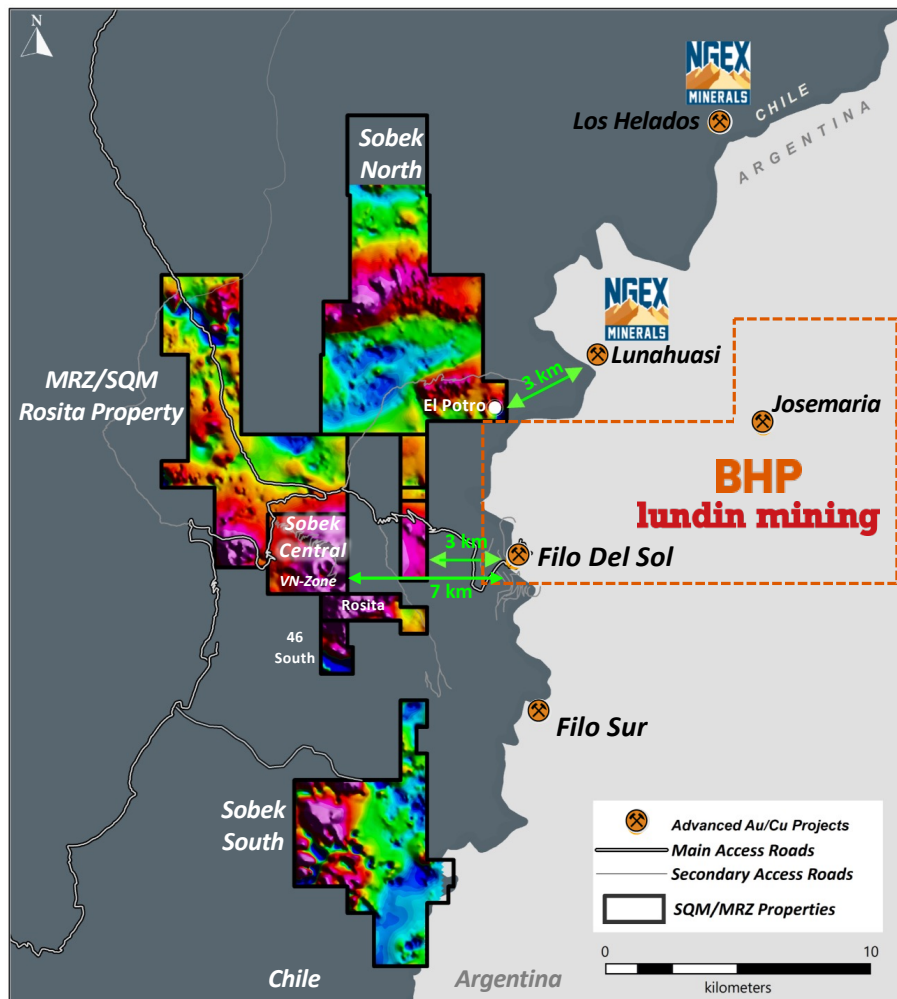 N
NGEX
MINERALS
Los Helados
CHILE
ARGENTINA
Sobek
North
NGEX
MINERALS
Lunahuasi
3 km
MRZ/SQM
Rosita Property
El Potro
Josemaria
BHP
lundin mining
Sobek
Central
VN-Zone
3 km
Filo Del Sol
7 km
Rosita
46
South
Filo Sur
Sobek
South
Advanced Au/Cu Projects
Main Access Roads
Secondary Access Roads
SQM/MRZ Properties
0
10
kilometers
Chile
Argentina